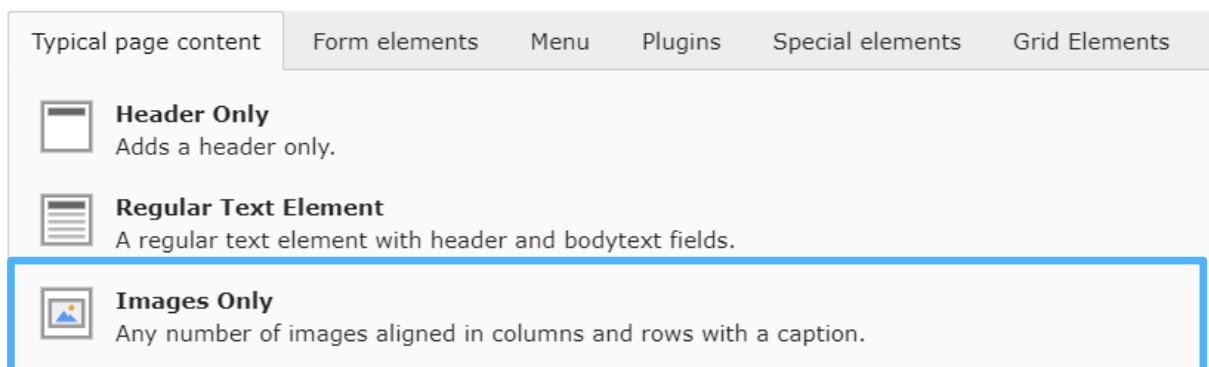 Typical page content Form elements Menu Plugins Special elements Grid Elements
Header Only
Adds a header only.
Regular Text Element
A regular text element with header and bodytext fields.
Images Only
Any number of images aligned in columns and rows with a caption.